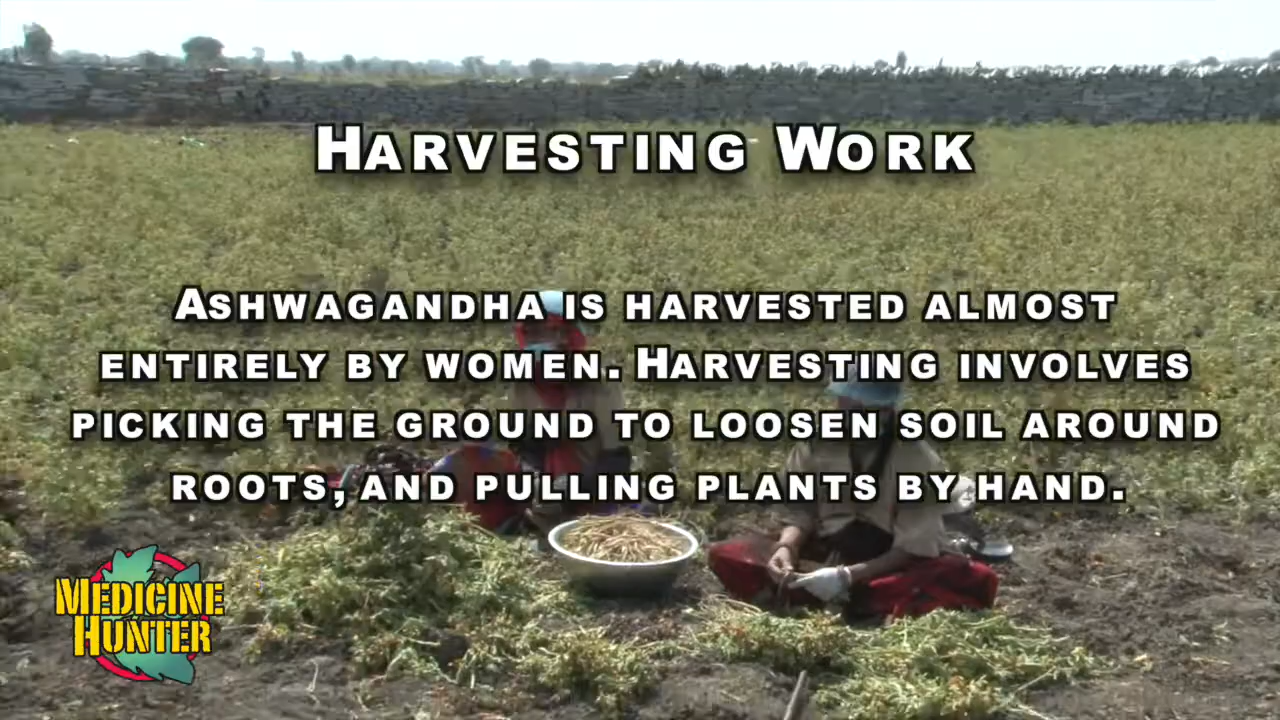 Harvesting Work
Ashwagandha is harvested almost
entirely by women. Harvesting involves
picking the ground to loosen soil around
roots, and pulling plants by hand.
Medicine
Hunter